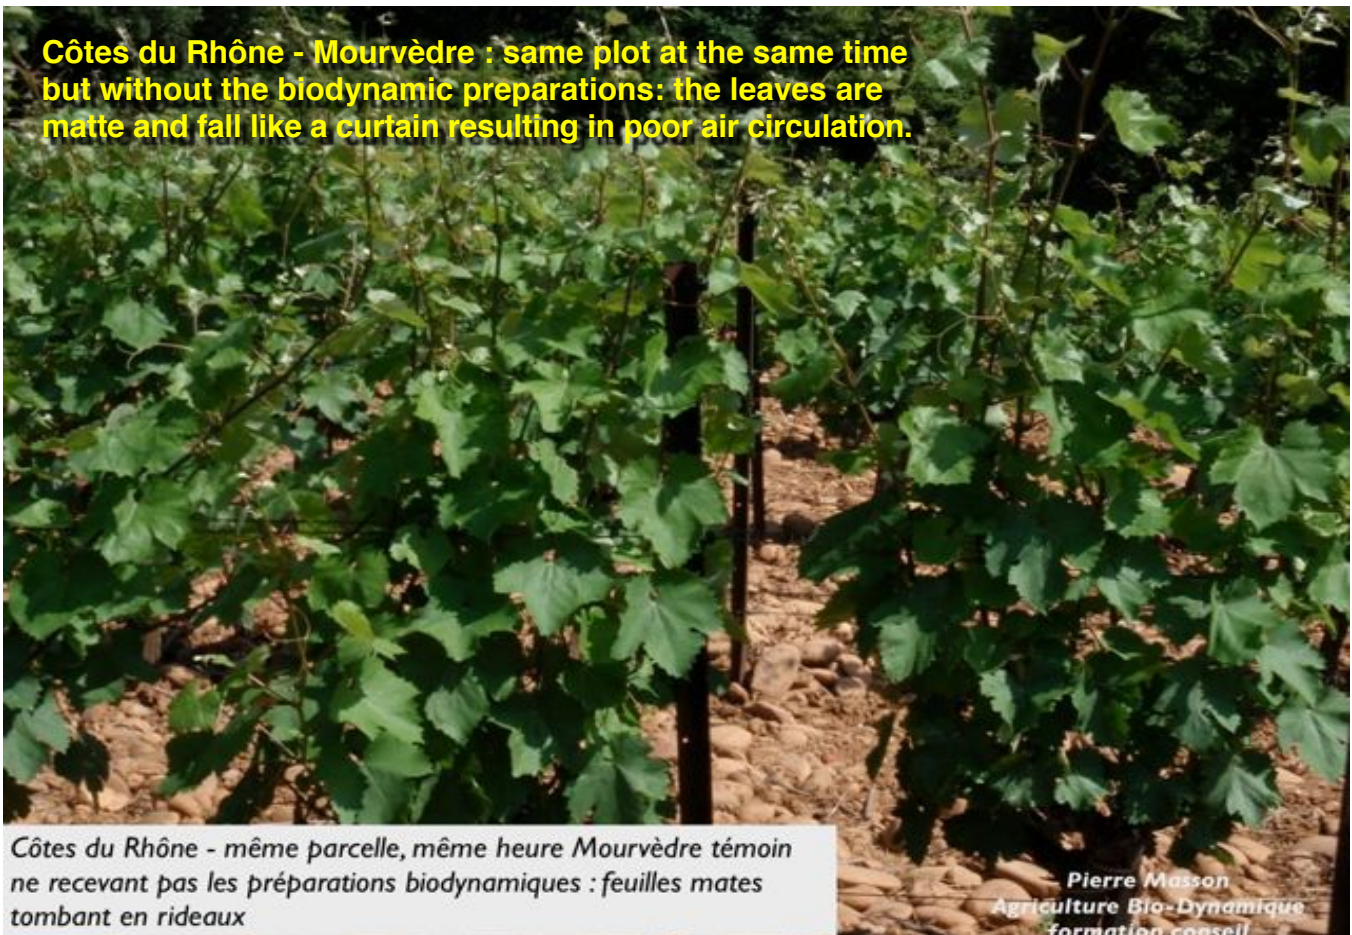 Côtes du Rhône - Mourvèdre : same plot at the same time
but without the biodynamic preparations: the leaves are
matte and fall like a curtain resulting in poor air circulation.
Côtes du Rhône - même parcelle, même heure Mourvèdre témoin
ne recevant pas les préparations biodynamiques : feuilles mates
tombant en rideaux
Pierre Masson
Agriculture Bio-Dynamique
formation conseil